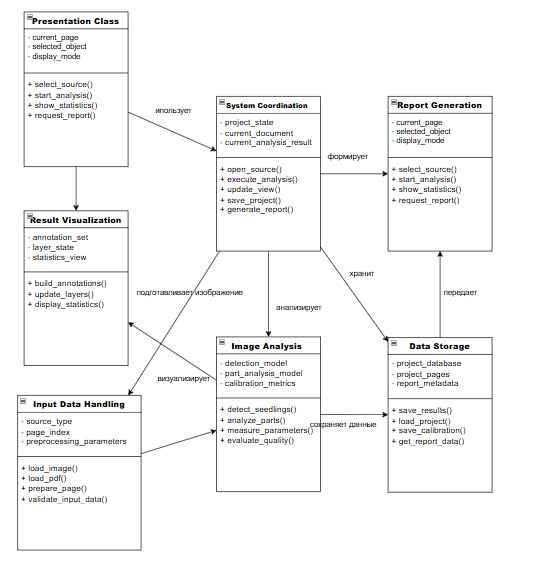 Presentation Class
- current_page
- selected_object
- display_mode
+ select_source()
+ start_analysis()
+ show_statistics()
+ request_report()
ипользует
System Coordination
- project_state
- current_document
- current_analysis_result
+ open_source()
+ execute_analysis()
+ update_view()
+ save_project()
+ generate_report()
формирует
Report Generation
- current_page
- selected_object
- display_mode
+ select_source()
+ start_analysis()
+ show_statistics()
+ request_report()
Result Visualization
- annotation_set
- layer_state
- statistics_view
+ build_annotations()
+ update_layers()
+ display_statistics()
подготавливает изображение
анализирует
хранит
передает
визуализирует
Image Analysis
- detection_model
- part_analysis_model
- calibration_metrics
+ detect_seedlings()
+ analyze_parts()
+ measure_parameters()
+ evaluate_quality()
сохраняет данные
Data Storage
- project_database
- project_pages
- report_metadata
+ save_results()
+ load_project()
+ save_calibration()
+ get_report_data()
Input Data Handling
- source_type
- page_index
- preprocessing_parameters
+ load_image()
+ load_pdf()
+ prepare_page()
+ validate_input_data()